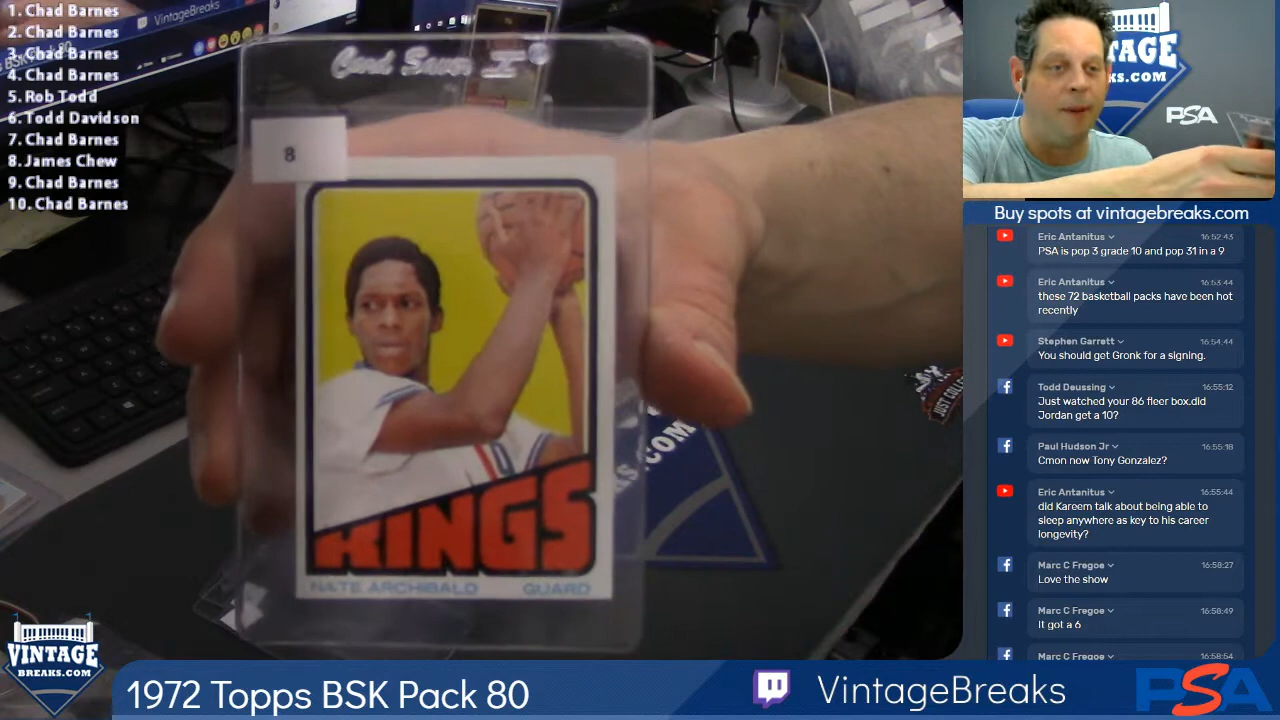 1. Chad Barnes
2. Chad Barnes
3. Chad Barnes
4. Chad Barnes
5. Rob Todd
6. Todd Davidson
7. Chad Barnes
8. James Chew
9. Chad Barnes
10. Chad Barnes
VintageBreaks
Card Saver I
8
KINGS
NATE ARCHIBALD GUARD
.COM
JUST COLLECT
VINTAGE
BREAKS.COM
1972 Topps BSK Pack 80
VintageBreaks
PSA
PSA
Buy spots at vintagebreaks.com
Eric Antanitus 16:52:43
PSA is pop 3 grade 10 and pop 31 in a 9
Eric Antanitus 16:53:44
these 72 basketball packs have been hot
recently
Stephen Garrett 16:54:44
You should get Gronk for a signing.
Todd Deussing 16:55:12
Just watched your 86 fleer box.did
Jordan get a 10?
Paul Hudson Jr 16:55:18
Cmon now Tony Gonzalez?
Eric Antanitus 16:55:44
did Kareem talk about being able to
sleep anywhere as key to his career
longevity?
Marc C Fregoe 16:58:27
Love the show
Marc C Fregoe 16:58:49
It got a 6
Marc C Fregoe 16:58:54